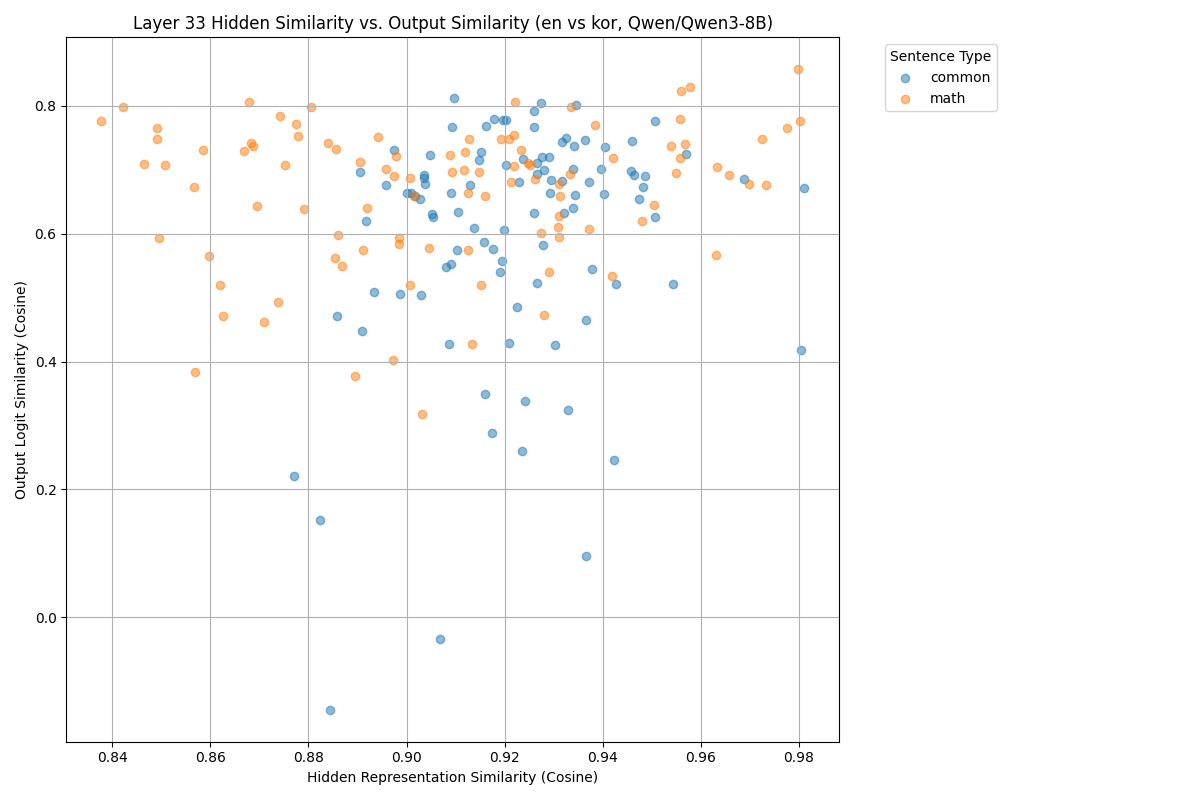 Layer 33 Hidden Similarity vs. Output Similarity (en vs kor, Qwen/Qwen3-8B)
Sentence Type
common
math
Output Logit Similarity (Cosine)
0.8
0.6
0.4
0.2
0.0
0.84 0.86 0.88 0.90 0.92 0.94 0.96 0.98
Hidden Representation Similarity (Cosine)